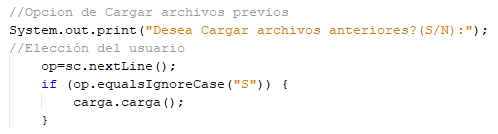 //Opcion de Cargar archivos previos
System.out.print("Desea Cargar archivos anteriores?(S/N):");
//Elección del usuario
op=sc.nextLine();
if (op.equalsIgnoreCase("S")) {
carga.carga();
}